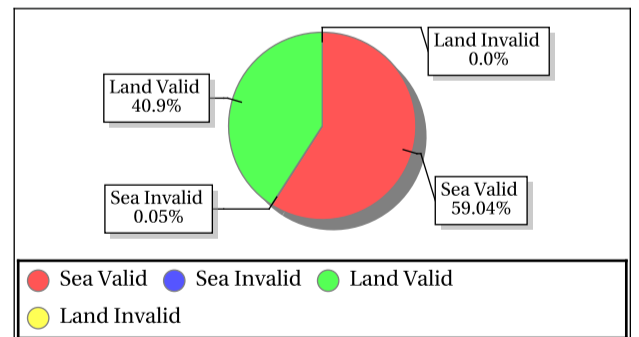 Land Invalid
0.0%
Land Valid
40.9%
Sea Valid
59.04%
Sea Invalid
0.05%
Sea Valid Sea Invalid Land Valid
Land Invalid